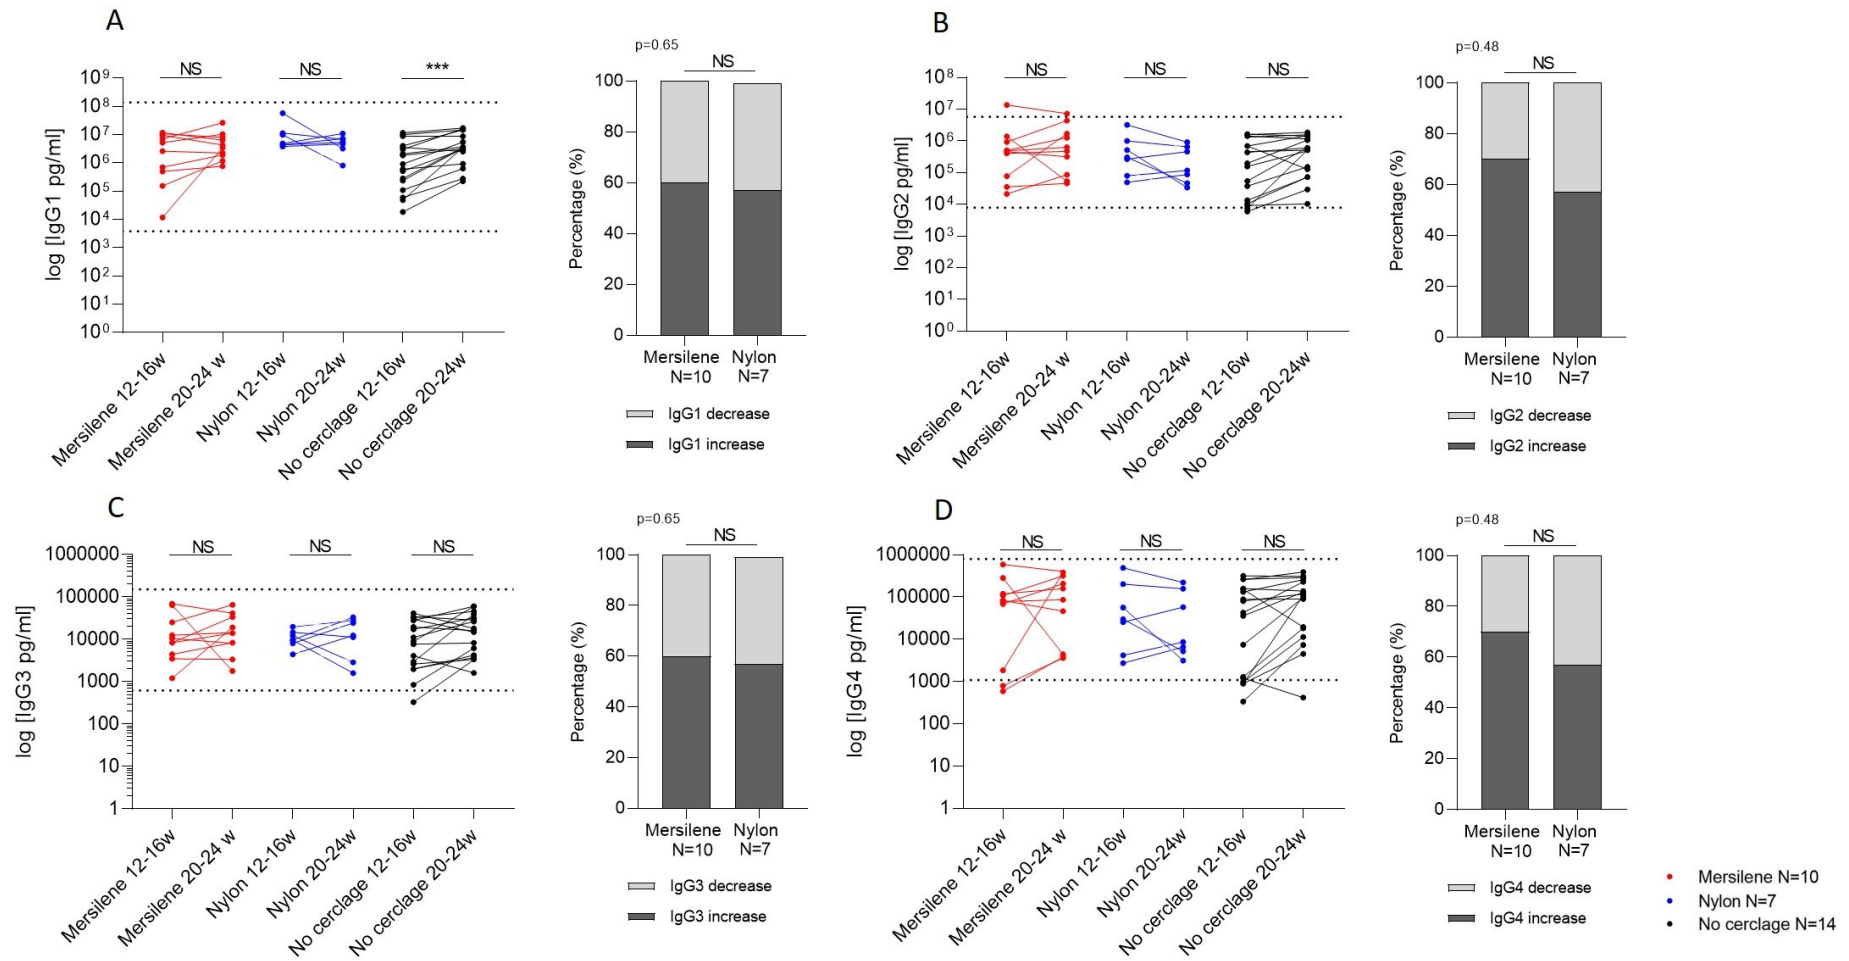 A
NS
NS
***
10⁹
10⁸
10⁷
10⁶
10⁵
10⁴
10³
10²
10¹
10⁰
log [IgG1 pg/ml]
Mersilene 12-16w
Mersilene 20-24 w
Nylon 12-16w
Nylon 20-24w
No cerclage 12-16w
No cerclage 20-24w
p=0.65
NS
100
80
60
40
20
0
Percentage (%)
Mersilene
N=10
Nylon
N=7
IgG1 decrease
IgG1 increase
B
NS
NS
NS
10⁸
10⁷
10⁶
10⁵
10⁴
10³
10²
10¹
10⁰
log [IgG2 pg/ml]
Mersilene 12-16w
Mersilene 20-24 w
Nylon 12-16w
Nylon 20-24w
No cerclage 12-16w
No cerclage 20-24w
p=0.48
NS
100
80
60
40
20
0
Percentage (%)
Mersilene
N=10
Nylon
N=7
IgG2 decrease
IgG2 increase
C
NS
NS
NS
1000000
100000
10000
1000
100
10
1
log [IgG3 pg/ml]
Mersilene 12-16w
Mersilene 20-24 w
Nylon 12-16w
Nylon 20-24w
No cerclage 12-16w
No cerclage 20-24w
p=0.65
NS
100
80
60
40
20
0
Percentage (%)
Mersilene
N=10
Nylon
N=7
IgG3 decrease
IgG3 increase
D
NS
NS
NS
1000000
100000
10000
1000
100
10
1
log [IgG4 pg/ml]
Mersilene 12-16w
Mersilene 20-24 w
Nylon 12-16w
Nylon 20-24w
No cerclage 12-16w
No cerclage 20-24w
p=0.48
NS
100
80
60
40
20
0
Percentage (%)
Mersilene
N=10
Nylon
N=7
IgG4 decrease
IgG4 increase
Mersilene N=10
Nylon N=7
No cerclage N=14